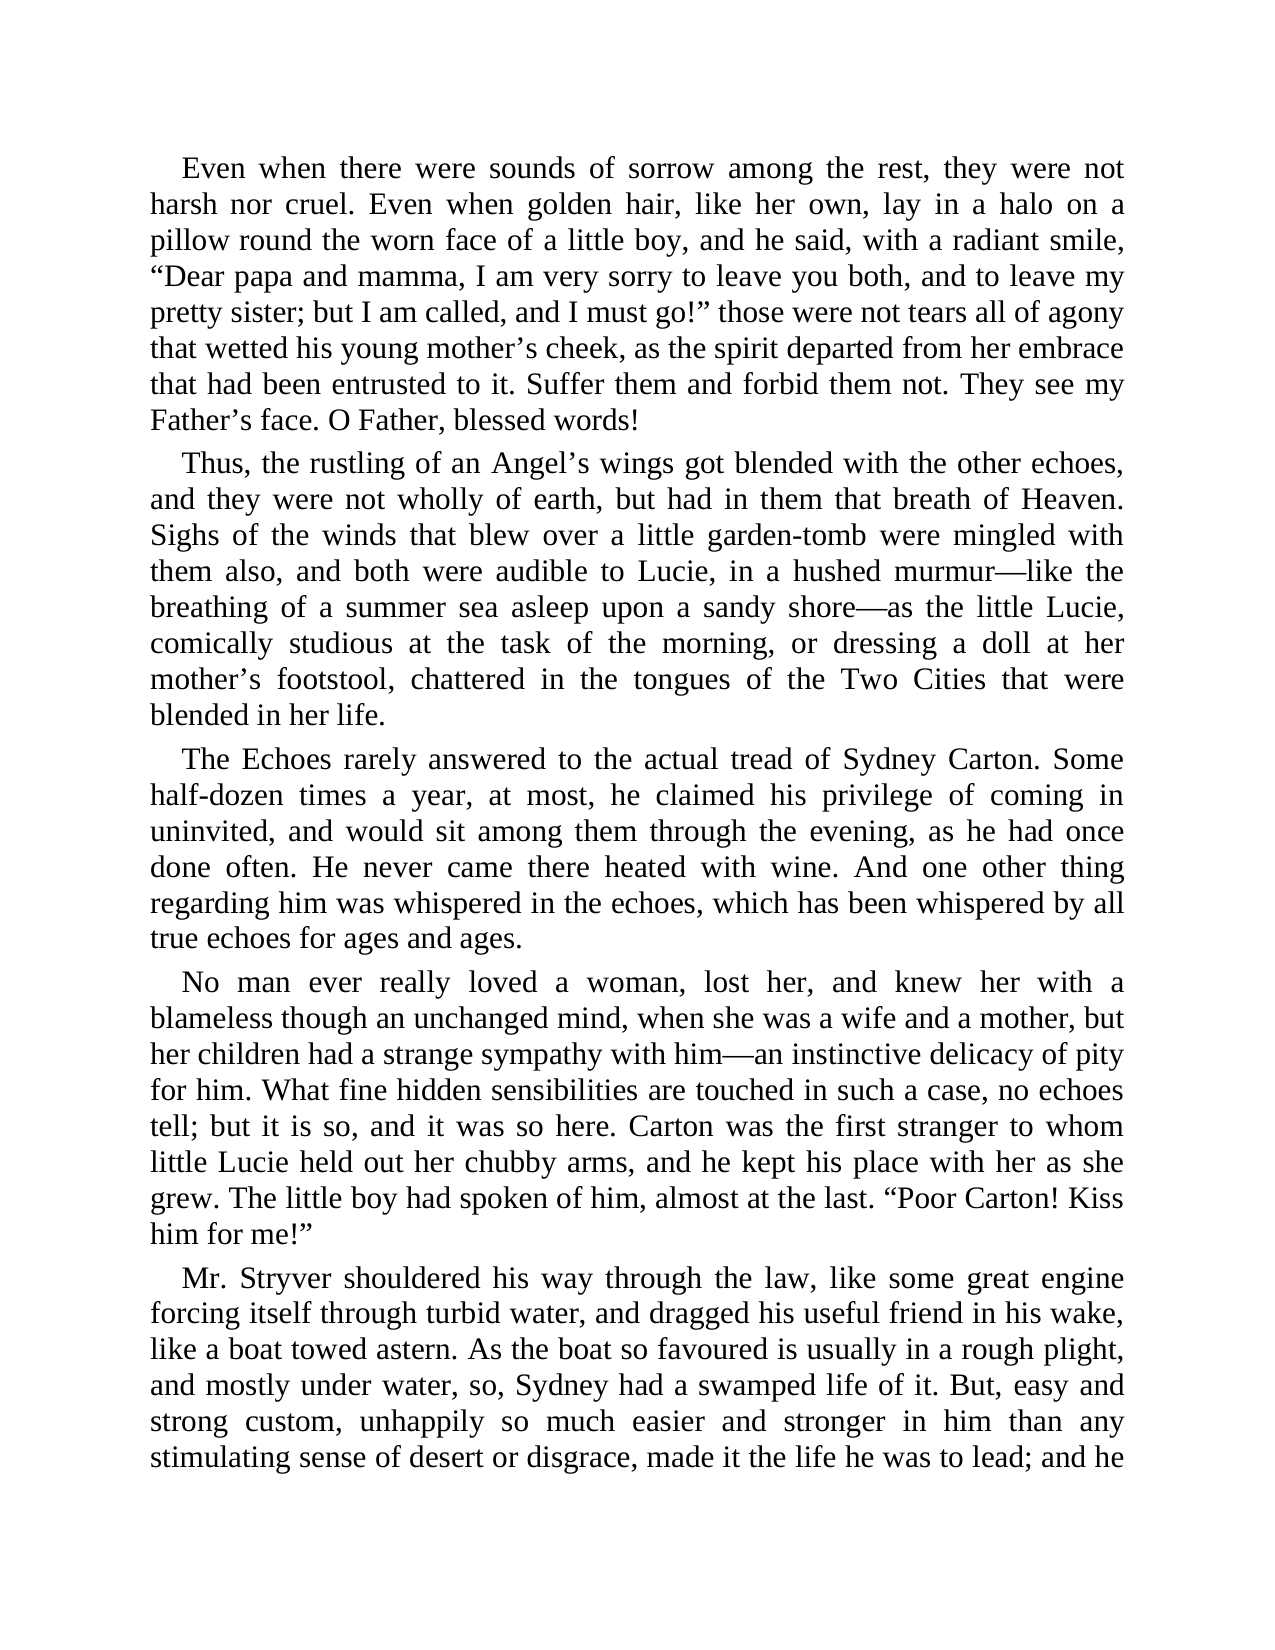 Even when there were sounds of sorrow among the rest, they were not
harsh nor cruel. Even when golden hair, like her own, lay in a halo on a
pillow round the worn face of a little boy, and he said, with a radiant smile,
“Dear papa and mamma, I am very sorry to leave you both, and to leave my
pretty sister; but I am called, and I must go!” those were not tears all of agony
that wetted his young mother’s cheek, as the spirit departed from her embrace
that had been entrusted to it. Suffer them and forbid them not. They see my
Father’s face. O Father, blessed words!
Thus, the rustling of an Angel’s wings got blended with the other echoes,
and they were not wholly of earth, but had in them that breath of Heaven.
Sighs of the winds that blew over a little garden-tomb were mingled with
them also, and both were audible to Lucie, in a hushed murmur—like the
breathing of a summer sea asleep upon a sandy shore—as the little Lucie,
comically studious at the task of the morning, or dressing a doll at her
mother’s footstool, chattered in the tongues of the Two Cities that were
blended in her life.
The Echoes rarely answered to the actual tread of Sydney Carton. Some
half-dozen times a year, at most, he claimed his privilege of coming in
uninvited, and would sit among them through the evening, as he had once
done often. He never came there heated with wine. And one other thing
regarding him was whispered in the echoes, which has been whispered by all
true echoes for ages and ages.
No man ever really loved a woman, lost her, and knew her with a
blameless though an unchanged mind, when she was a wife and a mother, but
her children had a strange sympathy with him—an instinctive delicacy of pity
for him. What fine hidden sensibilities are touched in such a case, no echoes
tell; but it is so, and it was so here. Carton was the first stranger to whom
little Lucie held out her chubby arms, and he kept his place with her as she
grew. The little boy had spoken of him, almost at the last. “Poor Carton! Kiss
him for me!”
Mr. Stryver shouldered his way through the law, like some great engine
forcing itself through turbid water, and dragged his useful friend in his wake,
like a boat towed astern. As the boat so favoured is usually in a rough plight,
and mostly under water, so, Sydney had a swamped life of it. But, easy and
strong custom, unhappily so much easier and stronger in him than any
stimulating sense of desert or disgrace, made it the life he was to lead; and he